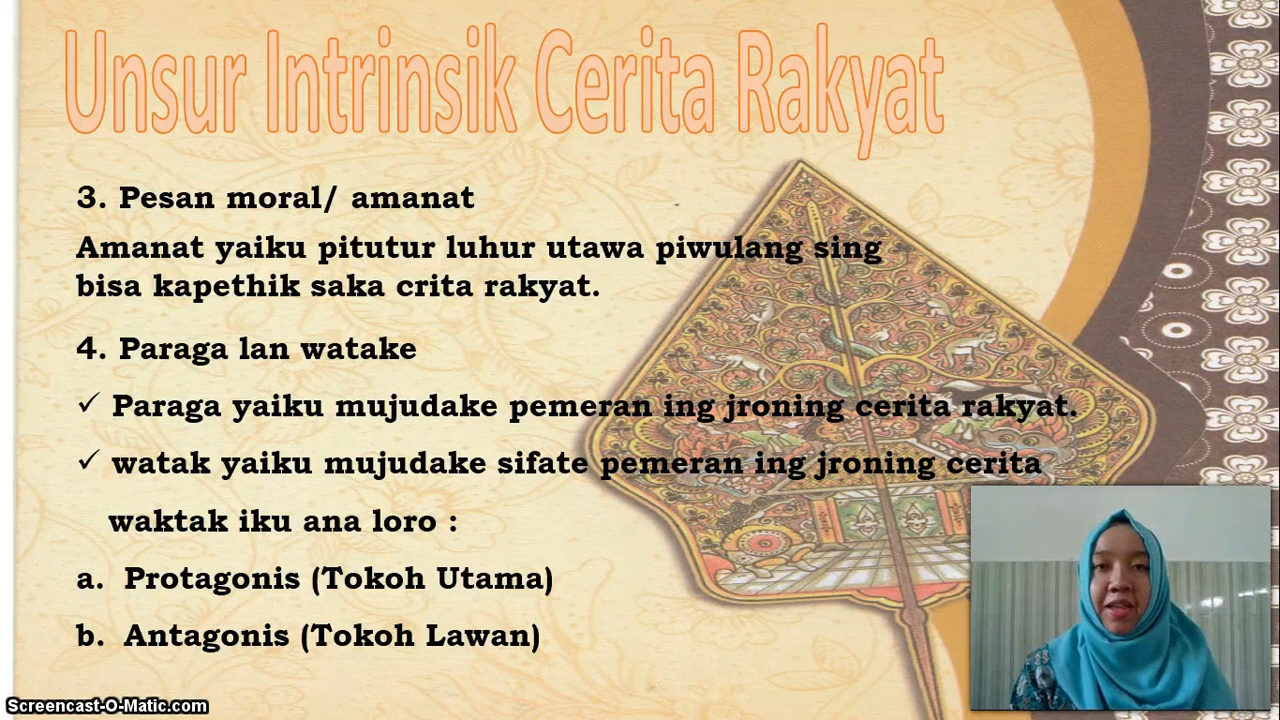 Unsur Intrinsik Cerita Rakyat
3. Pesan moral/ amanat
Amanat yaiku pitutur luhur utawa piwulang sing
bisa kapethik saka crita rakyat.
4. Paraga lan watake
✓ Paraga yaiku mujudake pemeran ing jroning cerita rakyat.
✓ watak yaiku mujudake sifate pemeran ing jroning cerita
waktak iku ana loro :
a. Protagonis (Tokoh Utama)
b. Antagonis (Tokoh Lawan)
Screencast-O-Matic.com